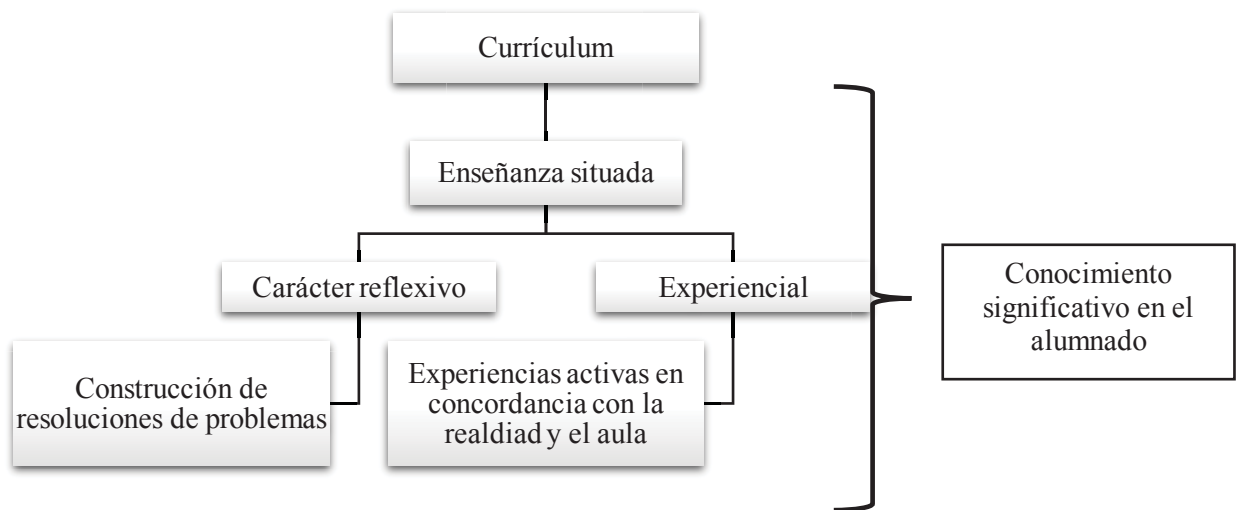 Currículum
Enseñanza situada
Carácter reflexivo
Experiencial
Construcción de
resoluciones de problemas
Experiencias activas en
concordancia con la
realdiad y el aula
Conocimiento
significativo en el
alumnado